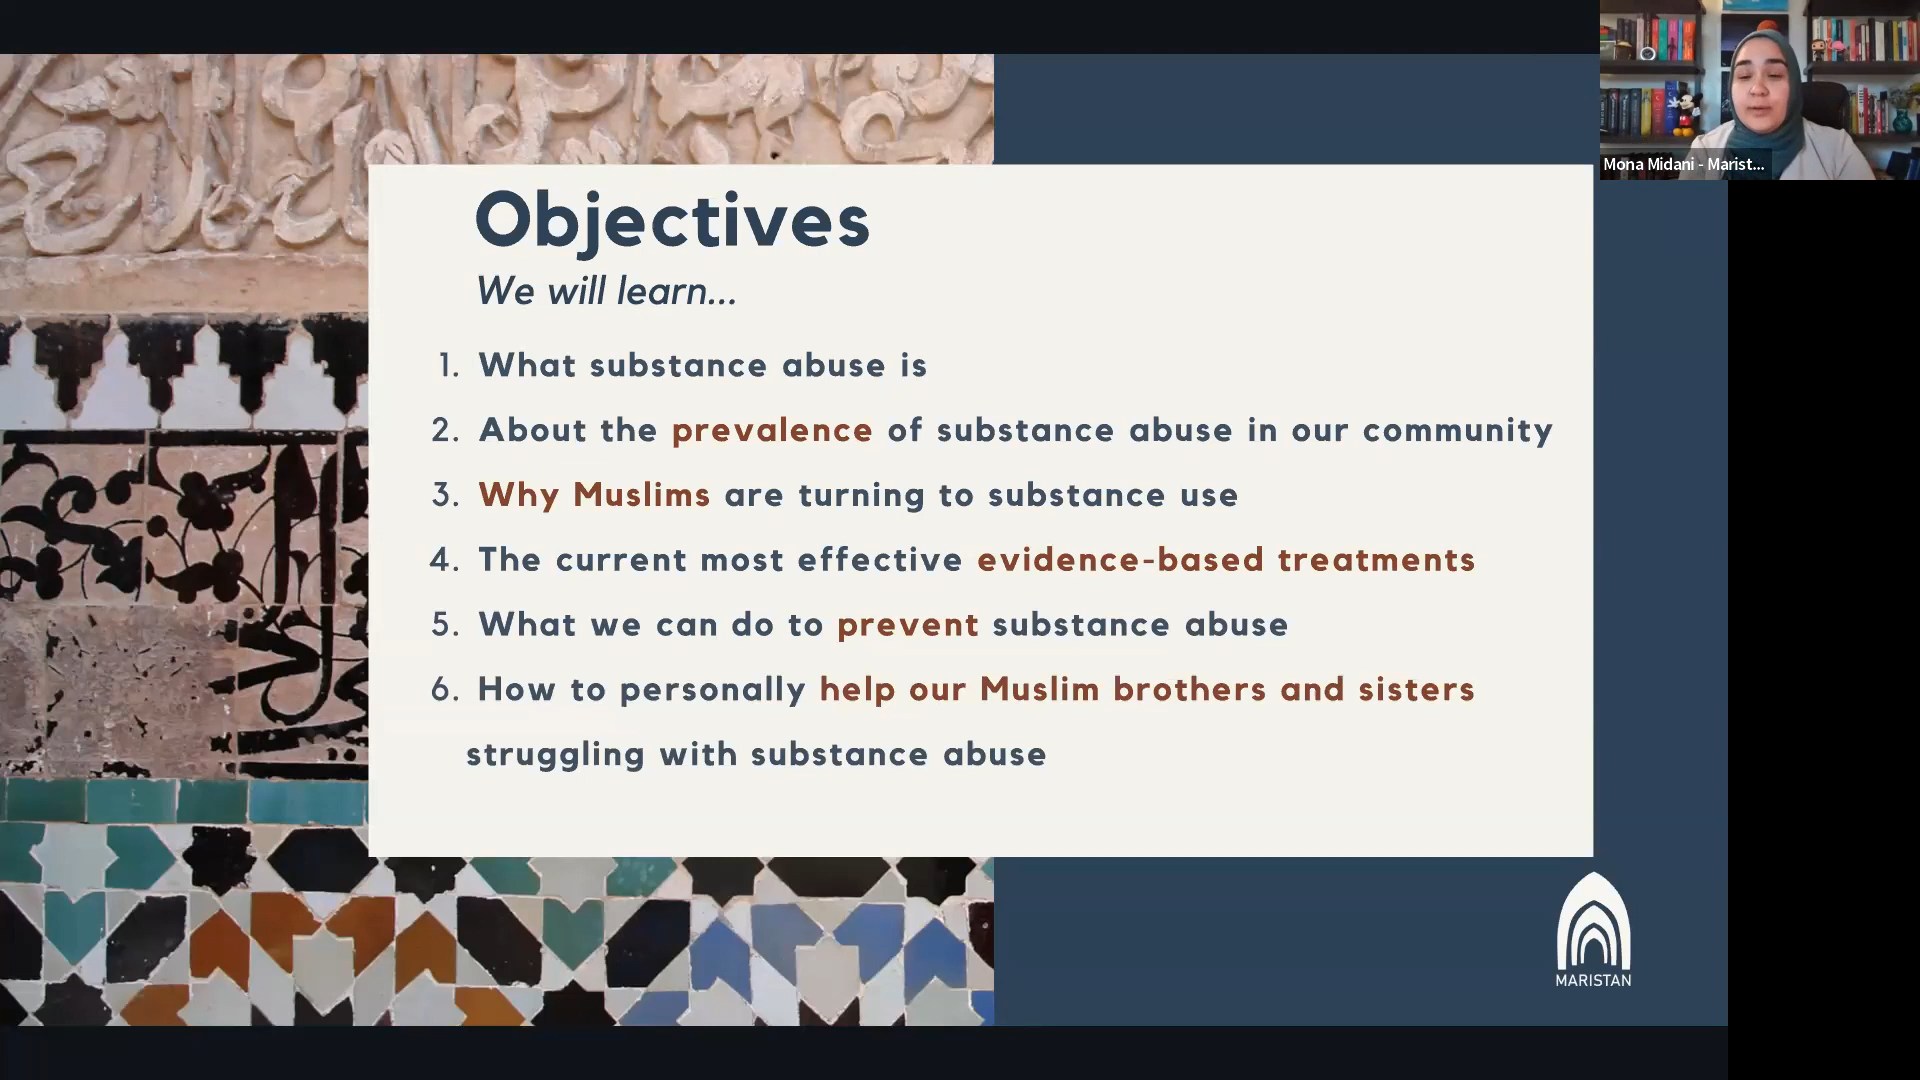 Mona Midani - Marist...
Objectives
We will learn...
1. What substance abuse is
2. About the prevalence of substance abuse in our community
3. Why Muslims are turning to substance use
4. The current most effective evidence-based treatments
5. What we can do to prevent substance abuse
6. How to personally help our Muslim brothers and sisters
struggling with substance abuse
MARISTAN